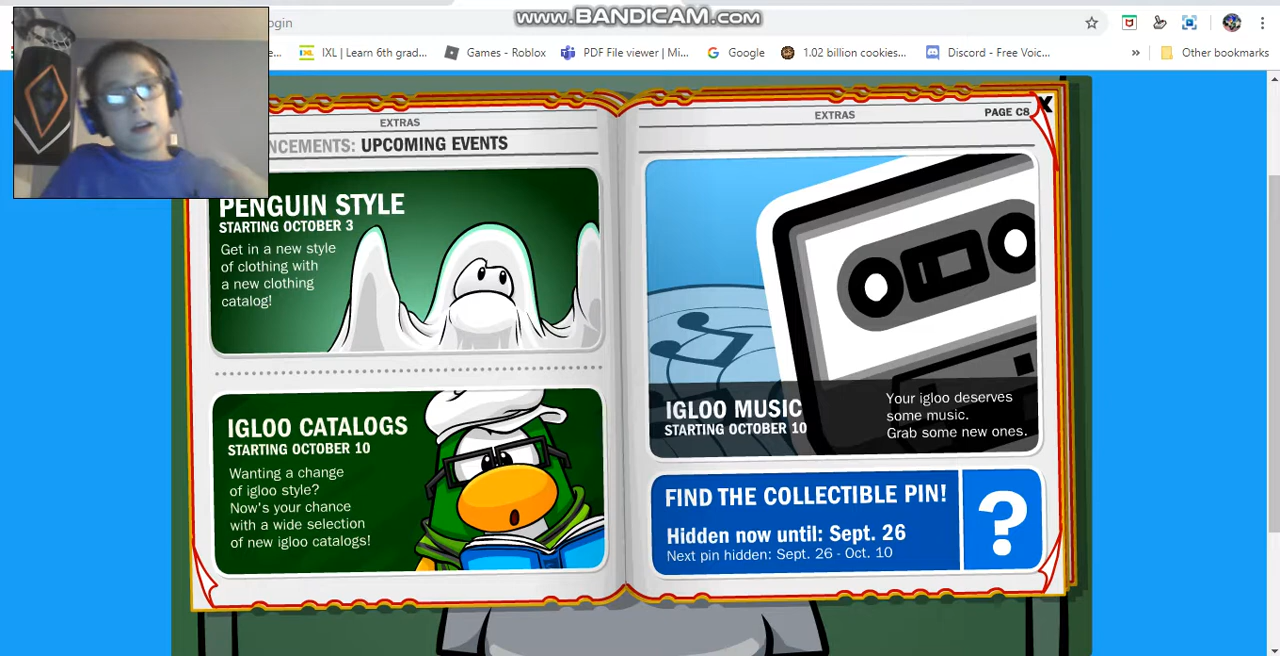 www.BANDICAM.com
gin
IXL | Learn 6th grad...
Games - Roblox
PDF File viewer | Mi...
Google
1.02 billion cookies...
Discord - Free Voic...
»
Other bookmarks
EXTRAS
NCEMENTS: UPCOMING EVENTS
PENGUIN STYLE
STARTING OCTOBER 3
Get in a new style
of clothing with
a new clothing
catalog!
IGLOO CATALOGS
STARTING OCTOBER 10
Wanting a change
of igloo style?
Now's your chance
with a wide selection
of new igloo catalogs!
EXTRAS
PAGE C8
X
IGLOO MUSIC
STARTING OCTOBER 10
Your igloo deserves
some music.
Grab some new ones.
FIND THE COLLECTIBLE PIN!
Hidden now until: Sept. 26
Next pin hidden: Sept. 26 - Oct. 10
?